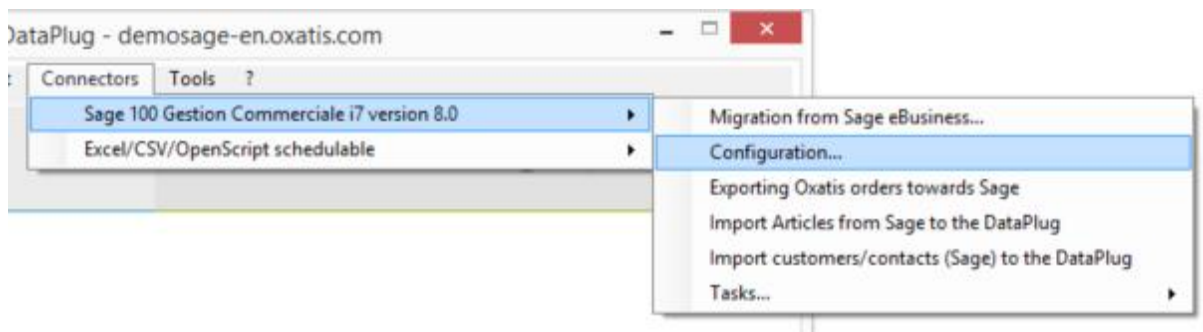 DataPlug - demosage-en.oxatis.com
Connectors Tools ?
Sage 100 Gestion Commerciale i7 version 8.0
Excel/CSV/OpenScript schedulable
Migration from Sage eBusiness...
Configuration...
Exporting Oxatis orders towards Sage
Import Articles from Sage to the DataPlug
Import customers/contacts (Sage) to the DataPlug
Tasks...